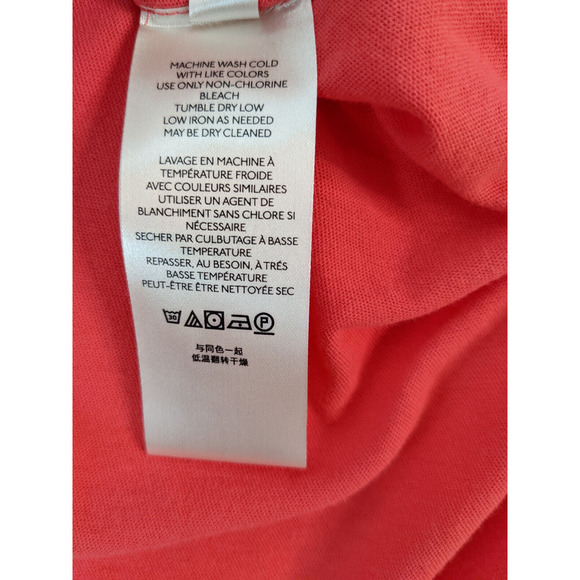 MACHINE WASH COLD
WITH LIKE COLORS
USE ONLY NON-CHLORINE
BLEACH
TUMBLE DRY LOW
LOW IRON AS NEEDED
MAY BE DRY CLEANED
LAVAGE EN MACHINE À
TEMPÉRATURE FROIDE
AVEC COULEURS SIMILAIRES
UTILISER UN AGENT DE
BLANCHIMENT SANS CHLORE SI
NÉCESSAIRE
SECHER PAR CULBUTAGE À BASSE
TEMPERATURE
REPASSER, AU BESOIN, À TRÉS
BASSE TEMPÉRATURE
PEUT-ÊTRE ÊTRE NETTOYÉE SEC
30 P
与同色一起
低温翻转干燥